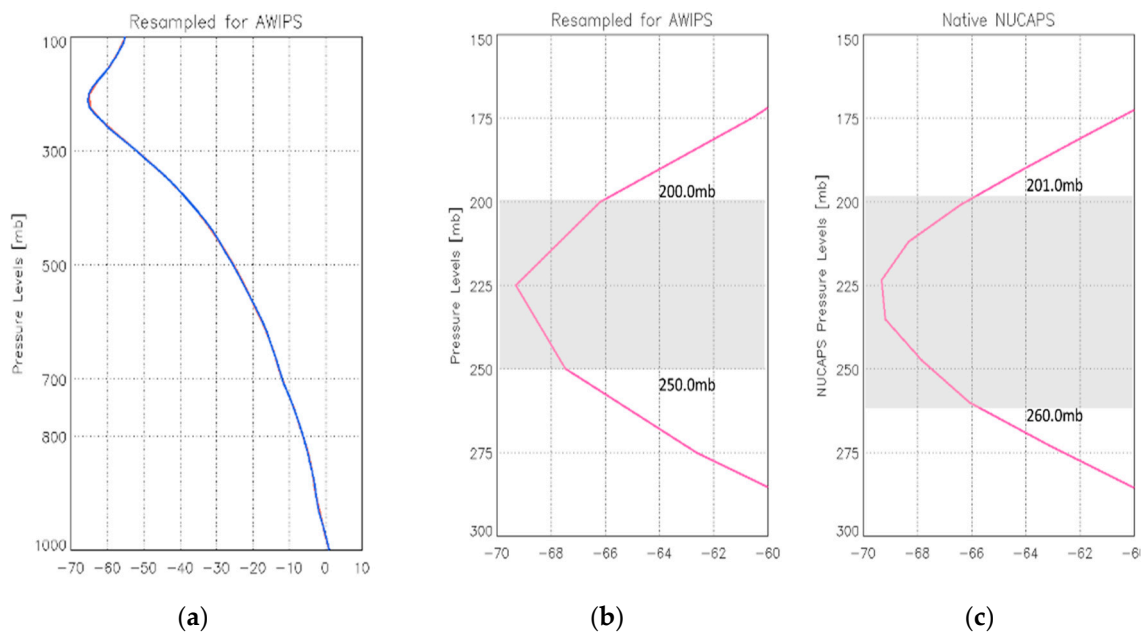 Resampled for AWIPS
Pressure Levels [mb]
100
300
500
700
800
1000
-70 -60 -50 -40 -30 -20 -10 0 10
(a)
Resampled for AWIPS
Pressure Levels [mb]
150
175
200
225
250
275
300
200.0mb
250.0mb
-70 -68 -66 -64 -62 -60
(b)
Native NUCAPS
NUCAPS Pressure Levels [mb]
150
175
200
225
250
275
300
201.0mb
260.0mb
-70 -68 -66 -64 -62 -6
(c)